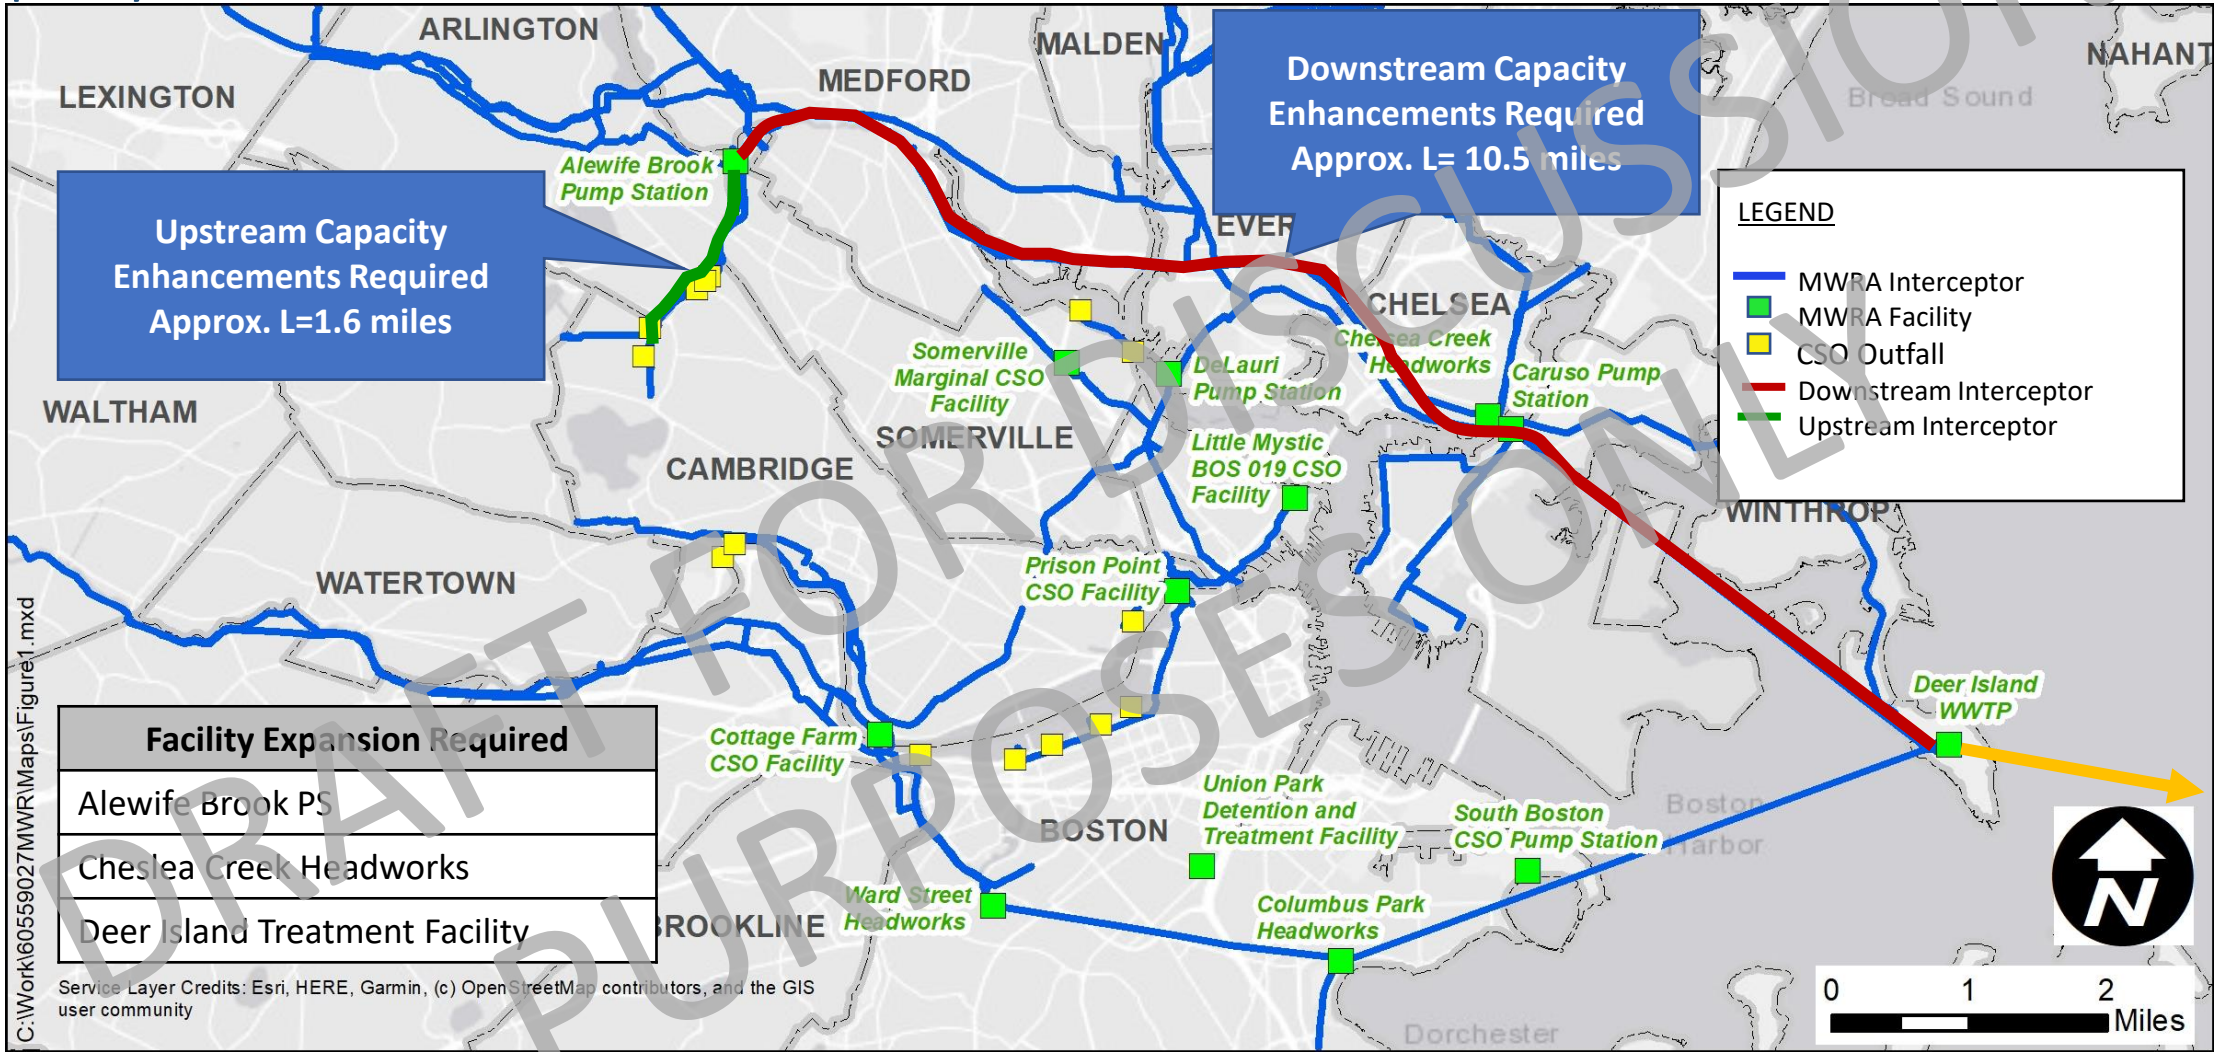 ARLINGTON
LEXINGTON
MEDFORD
MALDEN
NAHANT
Broad Sound
Downstream Capacity
Enhancements Required
Approx. L= 10.5 miles
Upstream Capacity
Enhancements Required
Approx. L=1.6 miles
Alewife Brook
Pump Station
EVER
LEGEND
MWRA Interceptor
MWRA Facility
CSO Outfall
Downstream Interceptor
Upstream Interceptor
CHELSEA
Chelsea Creek
Headworks
Caruso Pump
Station
Somerville
Marginal CSO
Facility
DeLauri
Pump Station
WALTHAM
SOMERVILLE
CAMBRIDGE
Little Mystic
BOS 019 CSO
Facility
WINTHROP
Prison Point
CSO Facility
WATERTOWN
Cottage Farm
CSO Facility
Deer Island
WWTP
Union Park
Detention and
Treatment Facility
South Boston
CSO Pump Station
Boston
Harbor
BOSTON
BROOKLINE
Ward Street
Headworks
Columbus Park
Headworks
Dorchester
Facility Expansion Required
Alewife Brook PS
Cheslea Creek Headworks
Deer Island Treatment Facility
Service Layer Credits: Esri, HERE, Garmin, (c) OpenStreetMap contributors, and the GIS
user community
C:\Work\60559027MWR\Maps\Figure1.mxd
N
0 1 2
Miles
DRAFT FOR DISCUSSION
PURPOSES ONLY